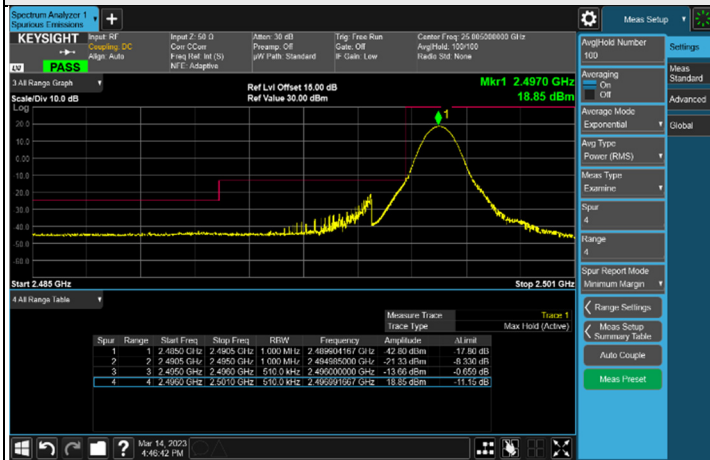 Spectrum Analyzer 1
Spurious Emissions
Meas Setup
KEYSIGHT
Input: RF
Coupling: DC
Align: Auto
Input Z: 50 Ω
Corr CCorr
Freq Ref: Int (S)
NFE: Adaptive
Atten: 30 dB
Preamp: Off
µW Path: Standard
Trig: Free Run
Gate: Off
IF Gain: Low
Center Freq: 25.005000000 GHz
Avg|Hold: 100/100
Radio Std: None
PASS
3 All Range Graph
Scale/Div 10.0 dB
Ref Lvl Offset 15.00 dB
Ref Value 30.00 dBm
Mkr1 2.4970 GHz
18.85 dBm
Log
20.0
10.0
0.00
10.0
20.0
30.0
40.0
50.0
60.0
1
Start 2.485 GHz
Stop 2.501 GHz
4 All Range Table
Measure Trace Trace 1
Trace Type Max Hold (Active)
Spur Range Start Freq Stop Freq RBW Frequency Amplitude ΔLimit
1 1 2.4850 GHz 2.4905 GHz 1.000 MHz 2.489904167 GHz -42.80 dBm -17.80 dB
2 2 2.4905 GHz 2.4950 GHz 1.000 MHz 2.494985000 GHz -21.33 dBm -8.330 dB
3 3 2.4950 GHz 2.4960 GHz 510.0 kHz 2.496000000 GHz -13.66 dBm -0.659 dB
4 4 2.4960 GHz 2.5010 GHz 510.0 kHz 2.496991667 GHz 18.85 dBm -11.15 dB
Avg|Hold Number
100
Averaging
On
Off
Average Mode
Exponential
Avg Type
Power (RMS)
Meas Type
Examine
Spur
4
Range
4
Spur Report Mode
Minimum Margin
Range Settings
Meas Setup
Summary Table
Auto Couple
Meas Preset
Settings
Meas
Standard
Advanced
Global
Mar 14, 2023
4:46:42 PM